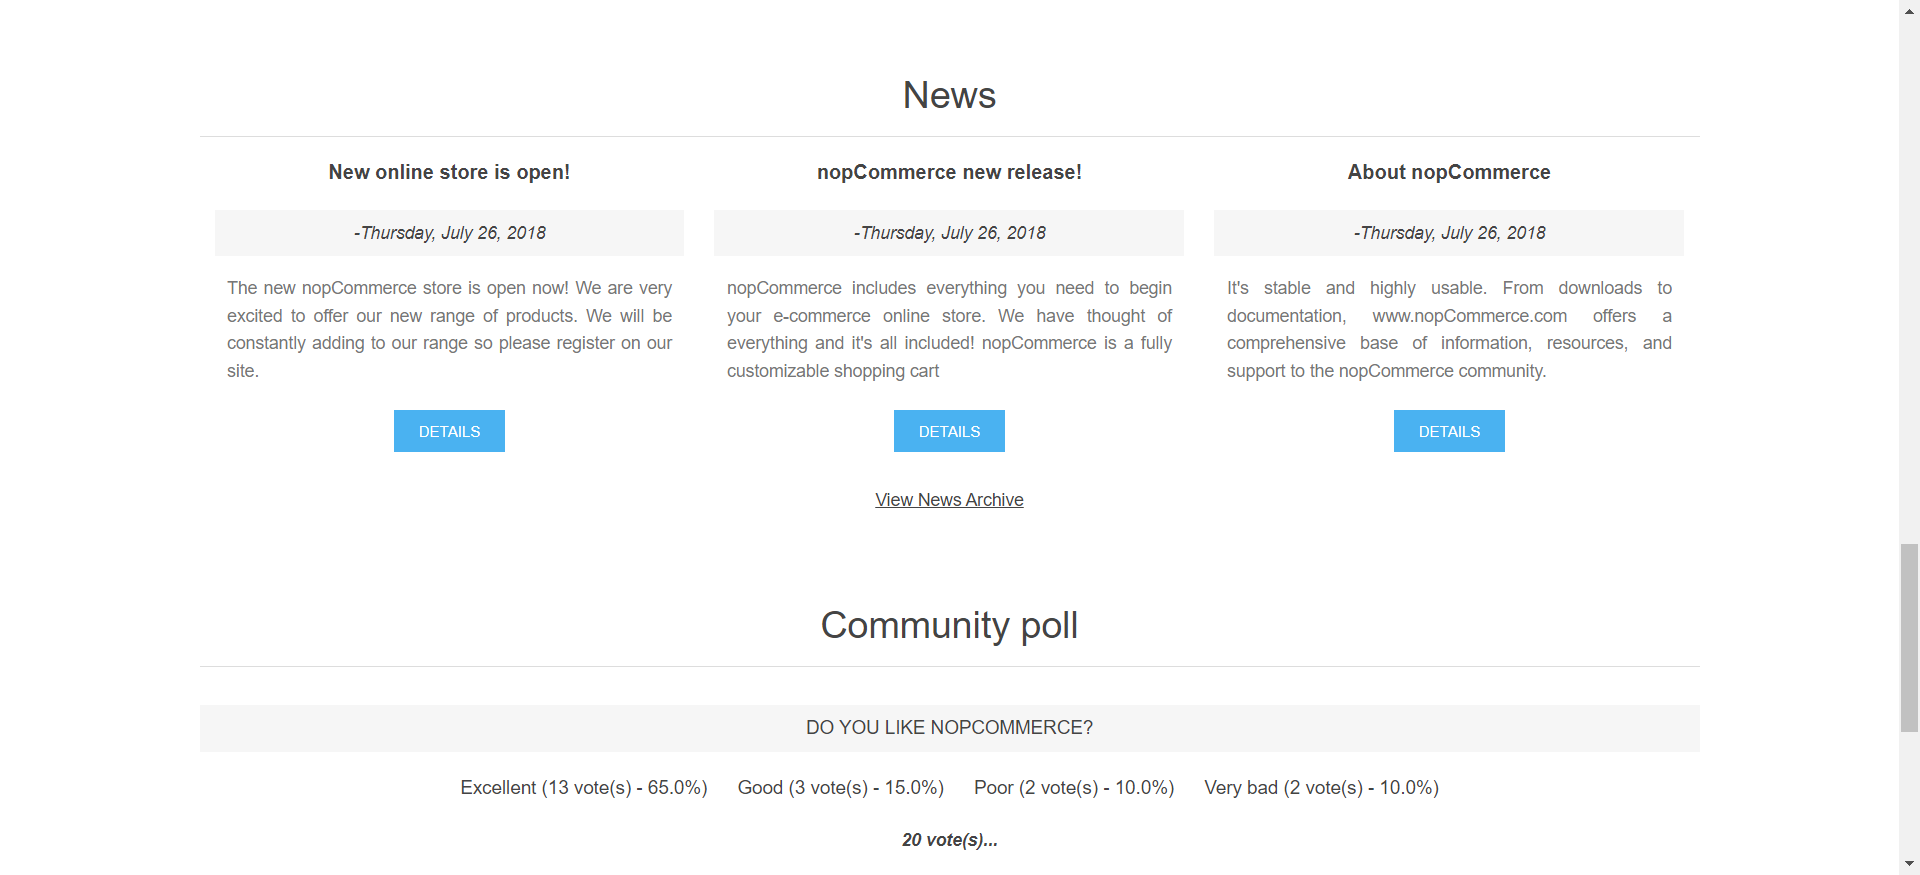 News
New online store is open!
-Thursday, July 26, 2018
The new nopCommerce store is open now! We are very
excited to offer our new range of products. We will be
constantly adding to our range so please register on our
site.
DETAILS
nopCommerce new release!
-Thursday, July 26, 2018
nopCommerce includes everything you need to begin
your e-commerce online store. We have thought of
everything and it's all included! nopCommerce is a fully
customizable shopping cart
DETAILS
About nopCommerce
-Thursday, July 26, 2018
It's stable and highly usable. From downloads to
documentation, www.nopCommerce.com offers a
comprehensive base of information, resources, and
support to the nopCommerce community.
DETAILS
View News Archive
Community poll
DO YOU LIKE NOPCOMMERCE?
Excellent (13 vote(s) - 65.0%) Good (3 vote(s) - 15.0%) Poor (2 vote(s) - 10.0%) Very bad (2 vote(s) - 10.0%)
20 vote(s)...